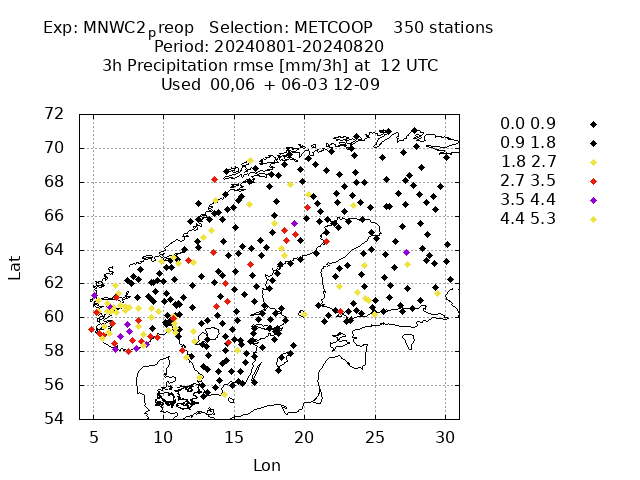 Exp: MNWC2preop   Selection: METCOOP    350 stations
Period: 20240801-20240820
3h Precipitation rmse [mm/3h] at  12 UTC
Used  00,06 + 06-03 12-09
72
70
68
66
64
62
60
58
56
54
5 10 15 20 25 30
Lat
Lon
0.0 0.9
0.9 1.8
1.8 2.7
2.7 3.5
3.5 4.4
4.4 5.3